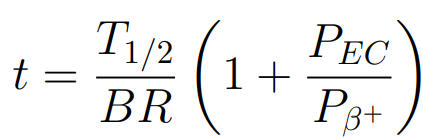 t = \frac{T_{1/2}}{BR} \left( 1 + \frac{P_{EC}}{P_{\beta^+}} \right)